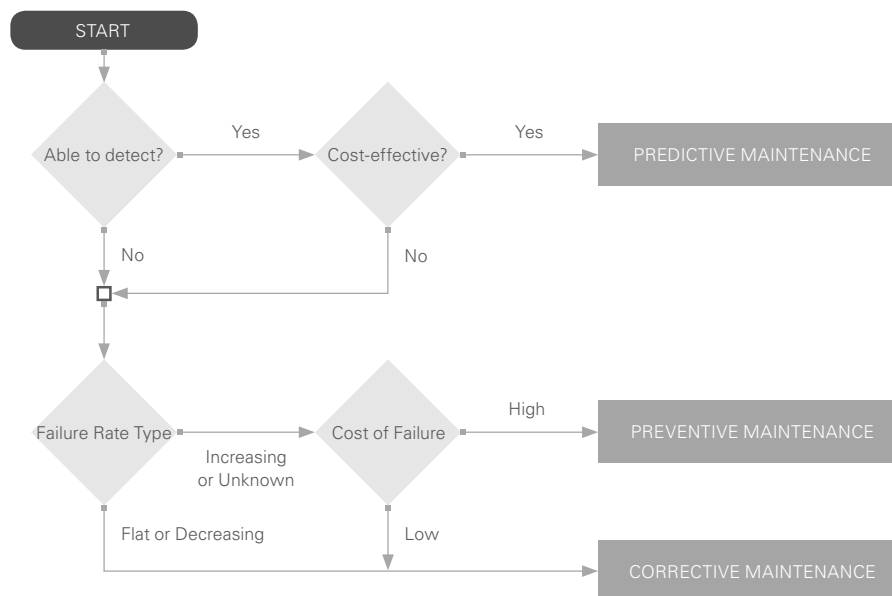 START
Able to detect?
Yes
Cost-effective?
Yes
PREDICTIVE MAINTENANCE
No
No
Failure Rate Type
Increasing
or Unknown
Cost of Failure
High
PREVENTIVE MAINTENANCE
Flat or Decreasing
Low
CORRECTIVE MAINTENANCE